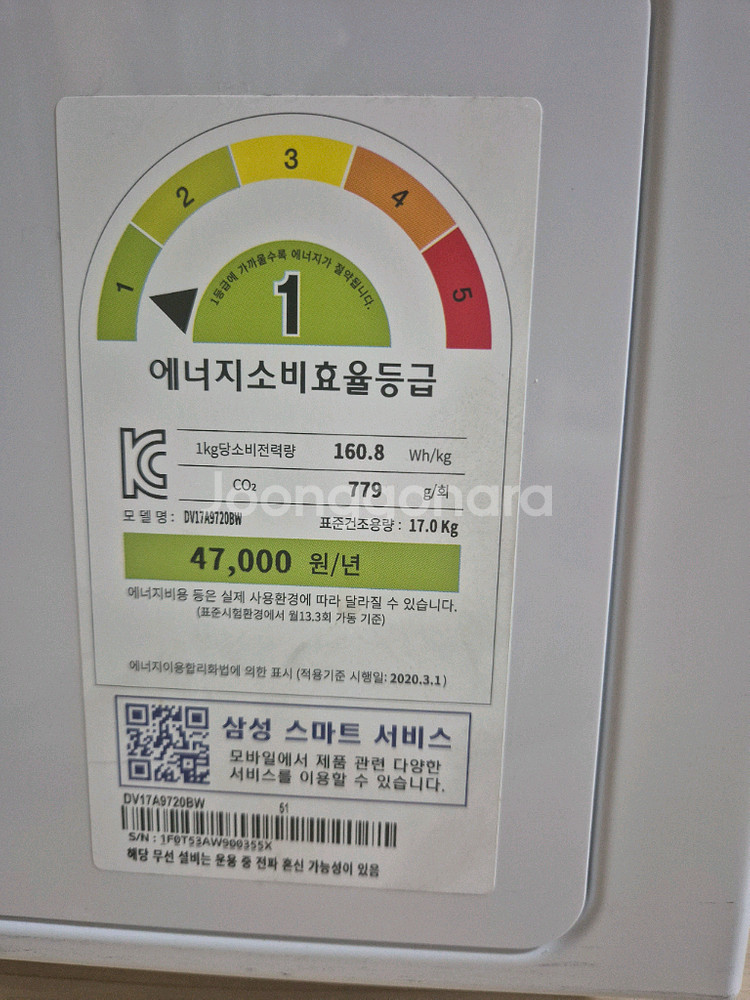 1 2 3 4 5
1등급에 가까울수록 에너지가 절약됩니다.
1
에너지소비효율등급
1kg당소비전력량 160.8 Wh/kg
CO₂ 779 g/회
Joonggonara
모델명 : DV17A9720BW 표준건조용량 : 17.0 Kg
47,000 원/년
에너지비용 등은 실제 사용환경에 따라 달라질 수 있습니다.
(표준시험환경에서 월13.3회 가동 기준)
에너지이용합리화법에 의한 표시 (적용기준 시행일: 2020.3.1)
삼성 스마트 서비스
모바일에서 제품 관련 다양한
서비스를 이용할 수 있습니다.
DV17A9720BW 51
S/N : 1F0T53AW900355X
해당 무선 설비는 운용 중 전파 혼신 가능성이 있음